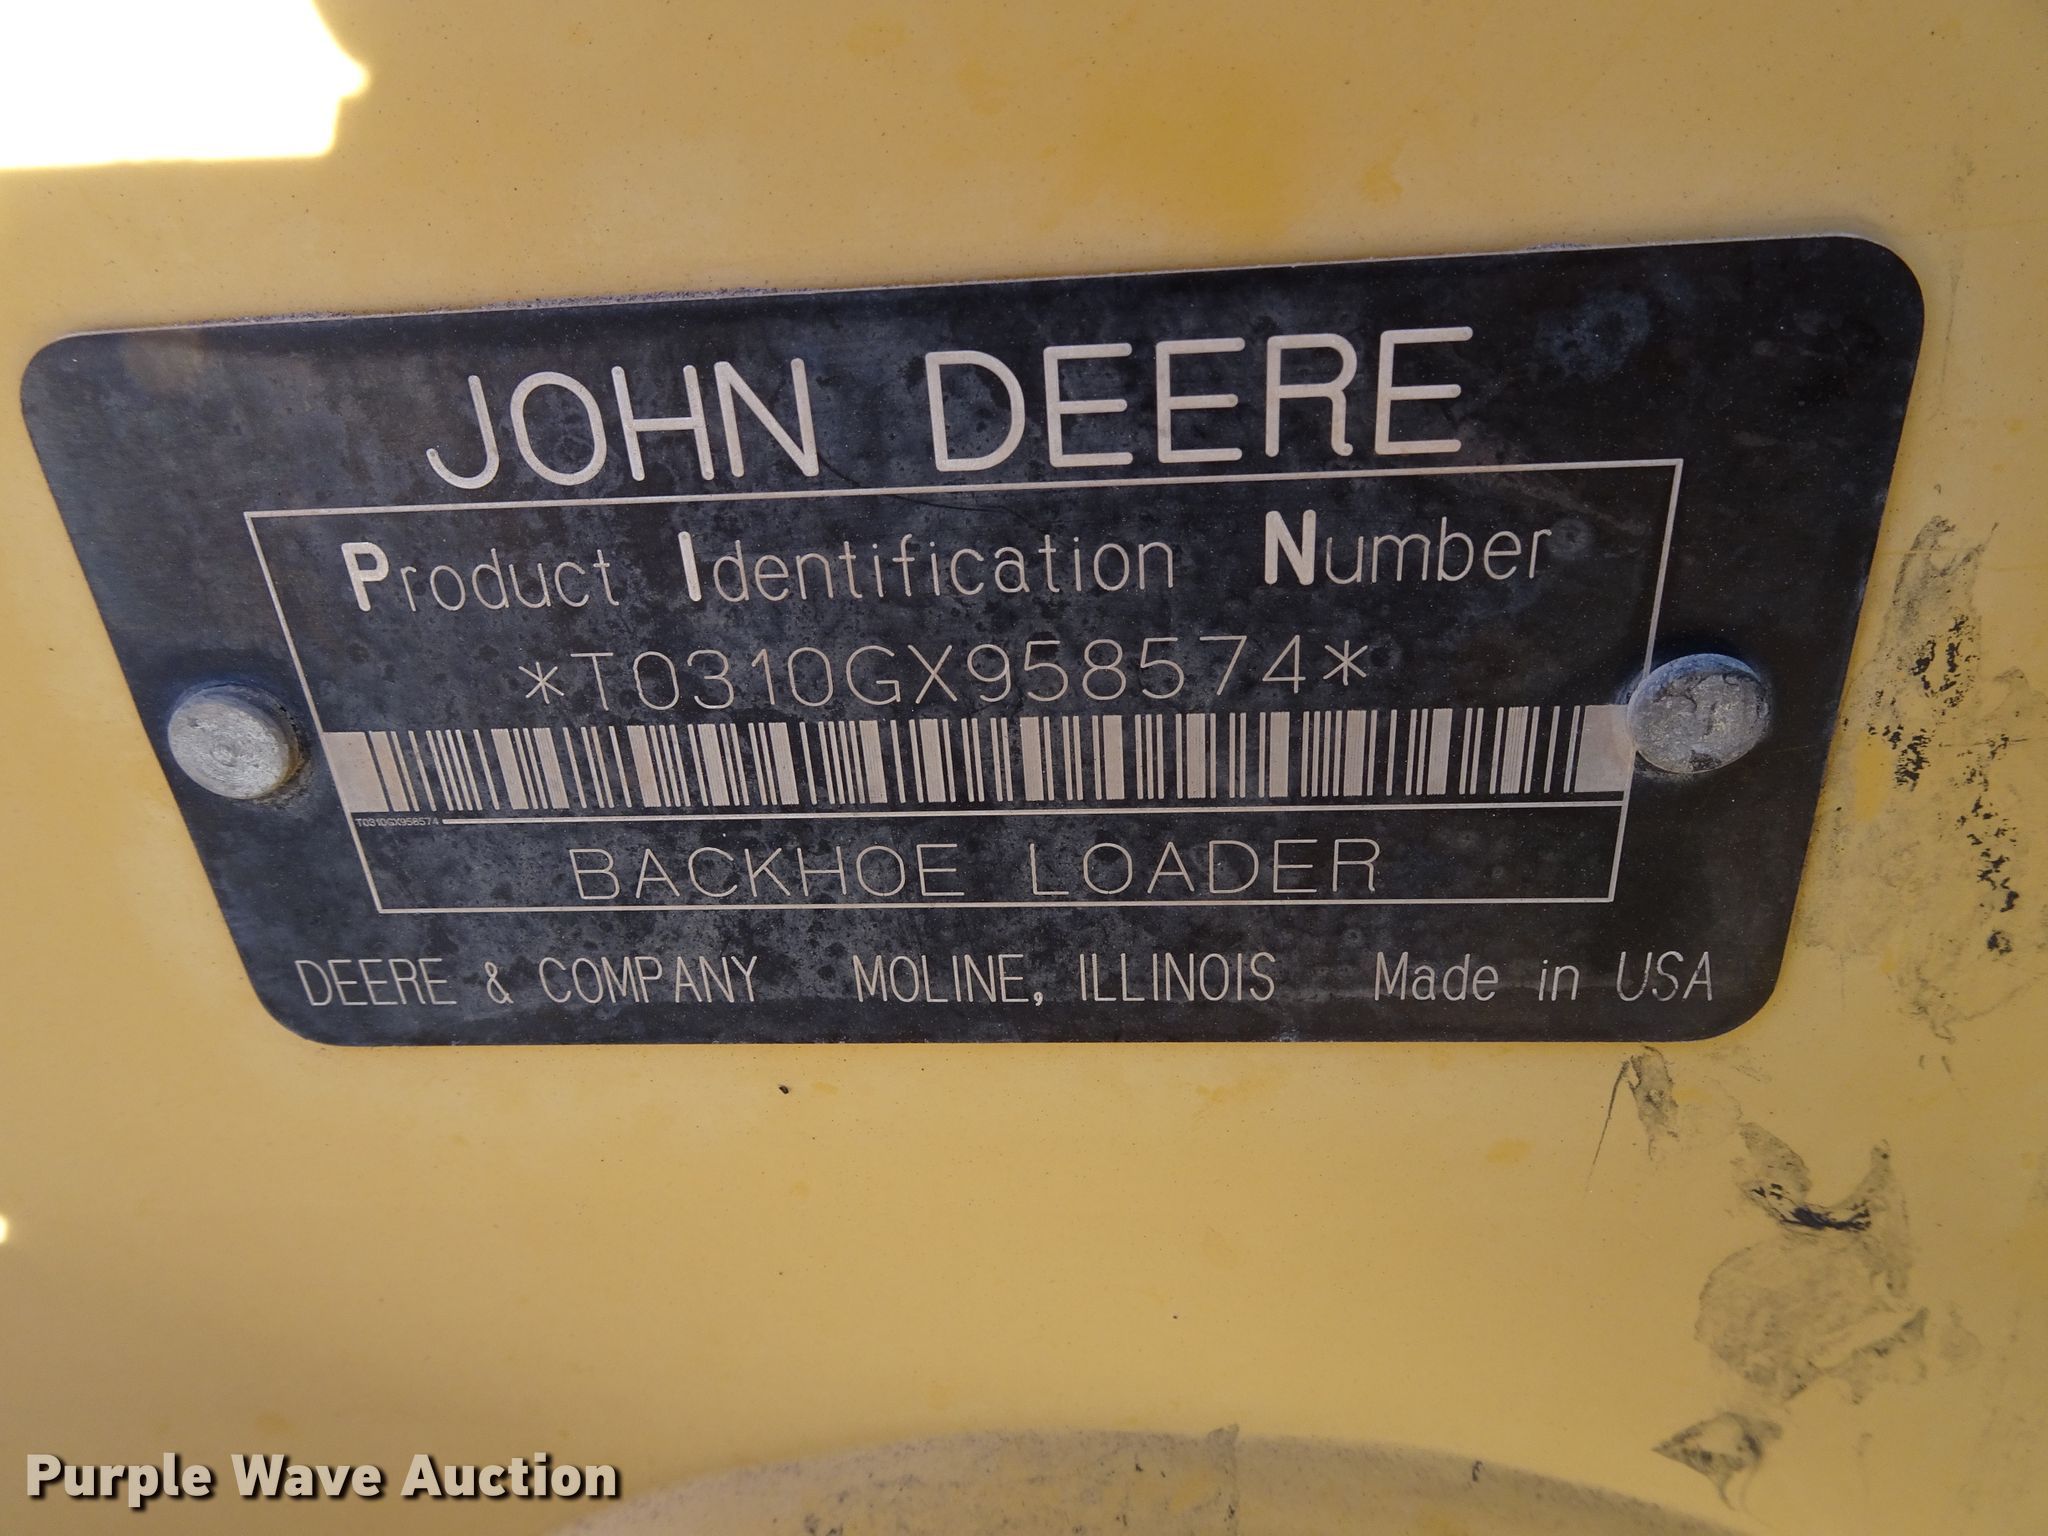 JOHN DEERE
Product Identification Number
*T0310GX958574*
T0310GX958574
BACKHOE LOADER
DEERE & COMPANY MOLINE, ILLINOIS Made in USA
Purple Wave Auction